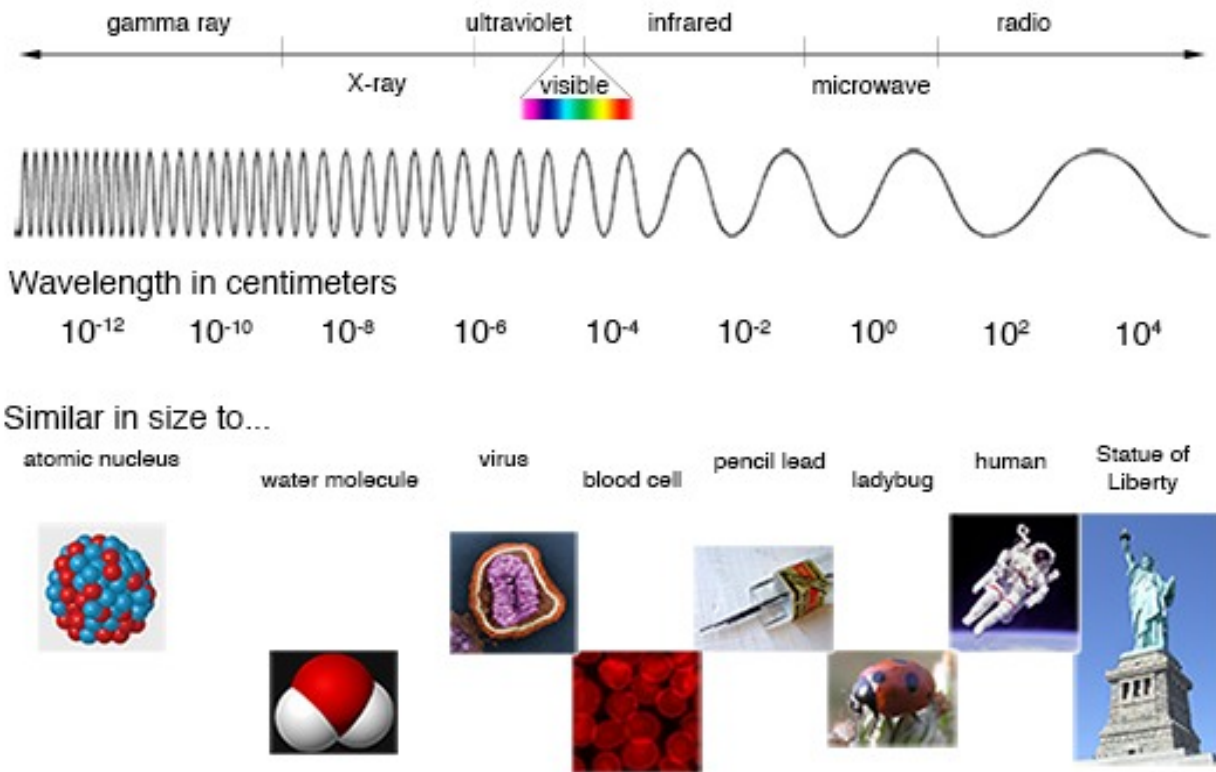 gamma ray ultraviolet infrared radio
X-ray visible microwave
Wavelength in centimeters
10⁻¹² 10⁻¹⁰ 10⁻⁸ 10⁻⁶ 10⁻⁴ 10⁻² 10⁰ 10² 10⁴
Similar in size to...
atomic nucleus
water molecule
virus
blood cell
pencil lead
ladybug
human
Statue of
Liberty